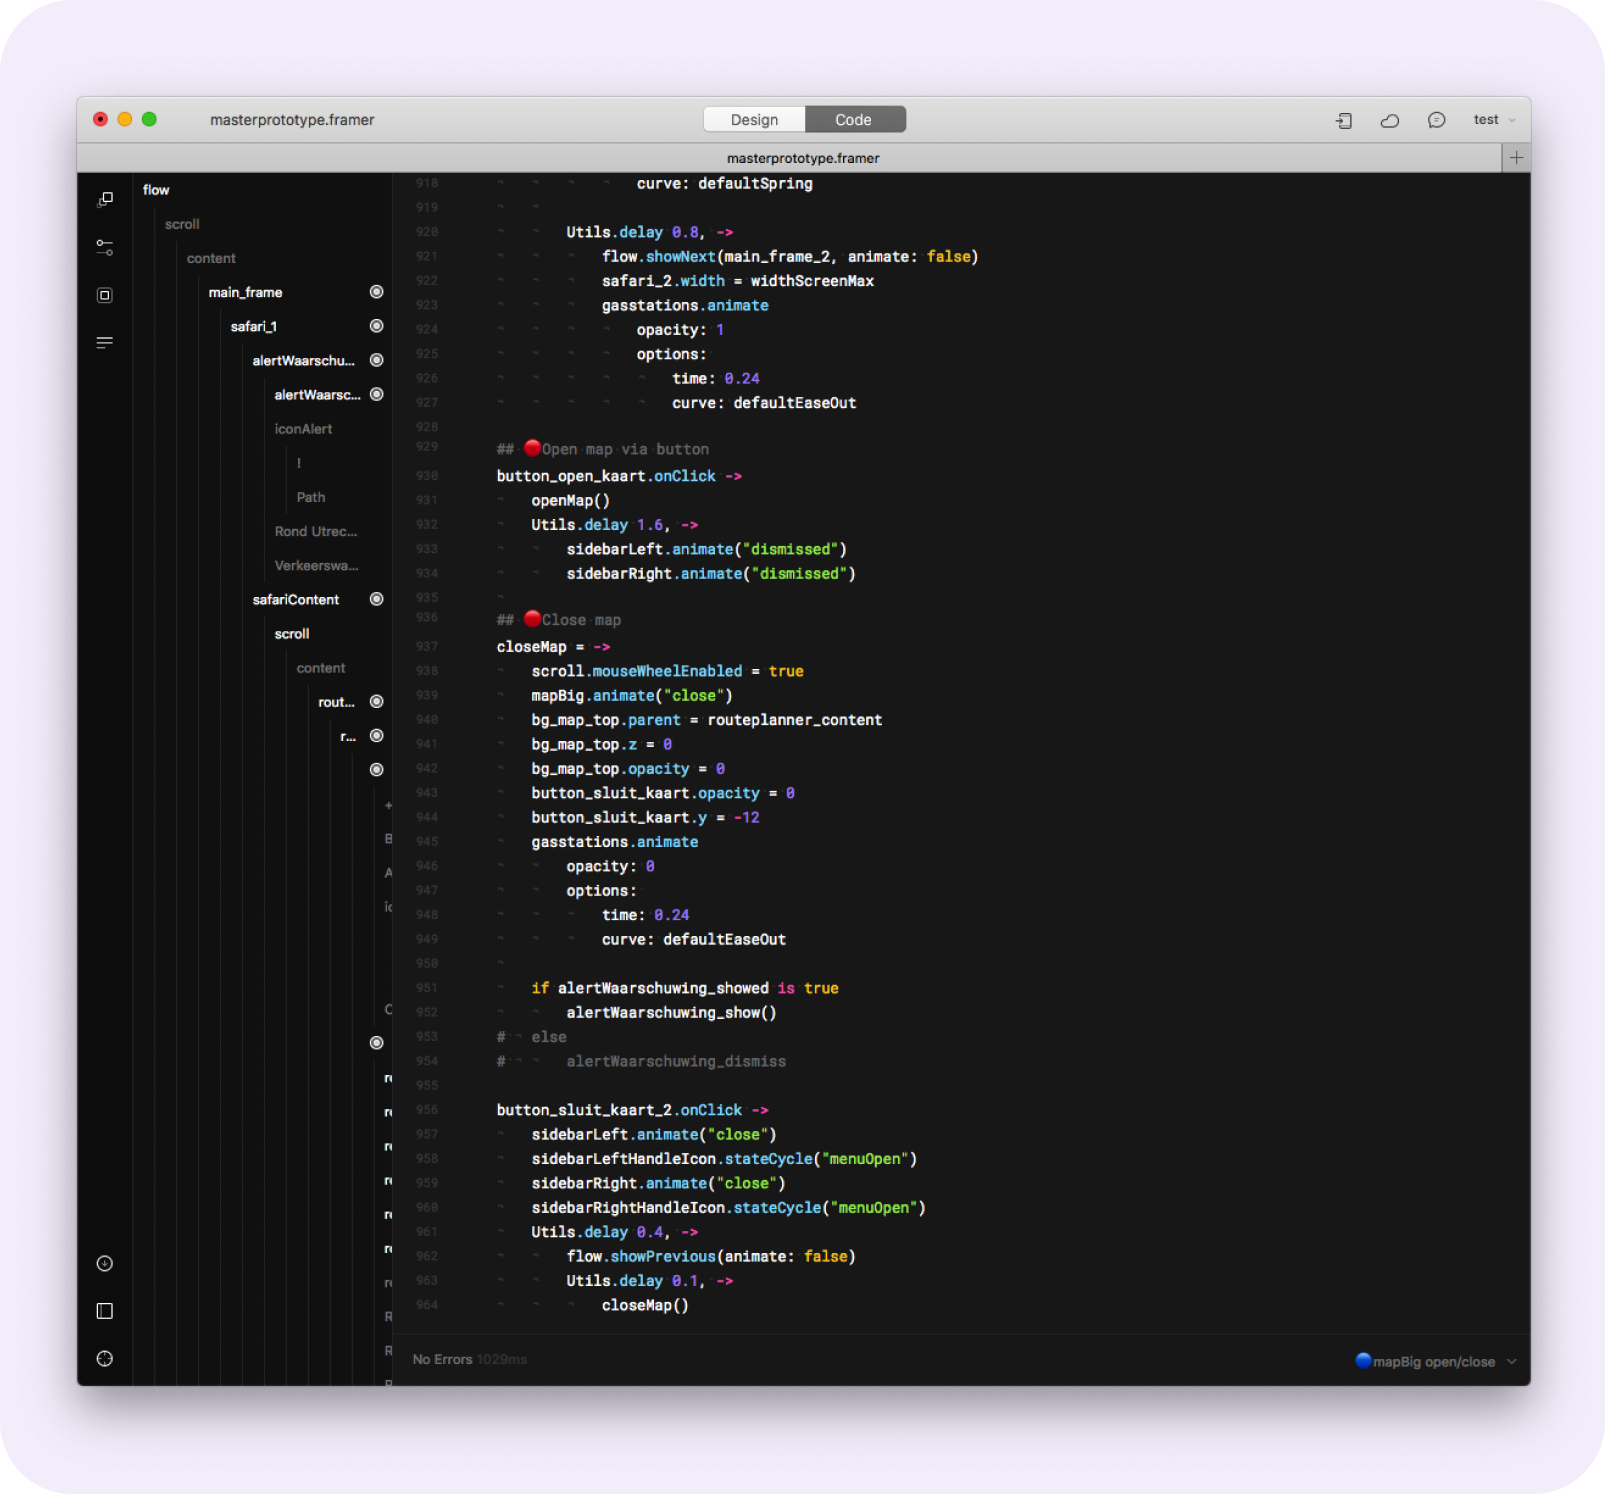 masterprototype.framer
Design
Code
test
masterprototype.framer
flow
scroll
content
main_frame
safari_1
alertWaarschu...
alertWaarsc...
iconAlert
!
Path
Rond Utrec...
Verkeerswa...
safariContent
scroll
content
rout...
r...
+
B
A
918 curve: defaultSpring
919
920 Utils.delay 0.8, ->
921 flow.showNext(main_frame_2, animate: false)
922 safari_2.width = widthScreenMax
923 gasstations.animate
924 opacity: 1
925 options:
926 time: 0.24
927 curve: defaultEaseOut
928
929 ## 🔴Open map via button
930 button_open_kaart.onClick ->
931 openMap()
932 Utils.delay 1.6, ->
933 sidebarLeft.animate("dismissed")
934 sidebarRight.animate("dismissed")
935
936 ## 🔴Close map
937 closeMap = ->
938 scroll.mouseWheelEnabled = true
939 mapBig.animate("close")
940 bg_map_top.parent = routeplanner_content
941 bg_map_top.z = 0
942 bg_map_top.opacity = 0
943 button_sluit_kaart.opacity = 0
944 button_sluit_kaart.y = -12
945 gasstations.animate
946 opacity: 0
947 options:
948 time: 0.24
949 curve: defaultEaseOut
950
951 if alertWaarschuwing_showed is true
952 alertWaarschuwing_show()
953 # else
954 # alertWaarschuwing_dismiss
955
956 button_sluit_kaart_2.onClick ->
957 sidebarLeft.animate("close")
958 sidebarLeftHandleIcon.stateCycle("menuOpen")
959 sidebarRight.animate("close")
960 sidebarRightHandleIcon.stateCycle("menuOpen")
961 Utils.delay 0.4, ->
962 flow.showPrevious(animate: false)
963 Utils.delay 0.1, ->
964 closeMap()
No Errors 1029ms
🔵mapBig open/close